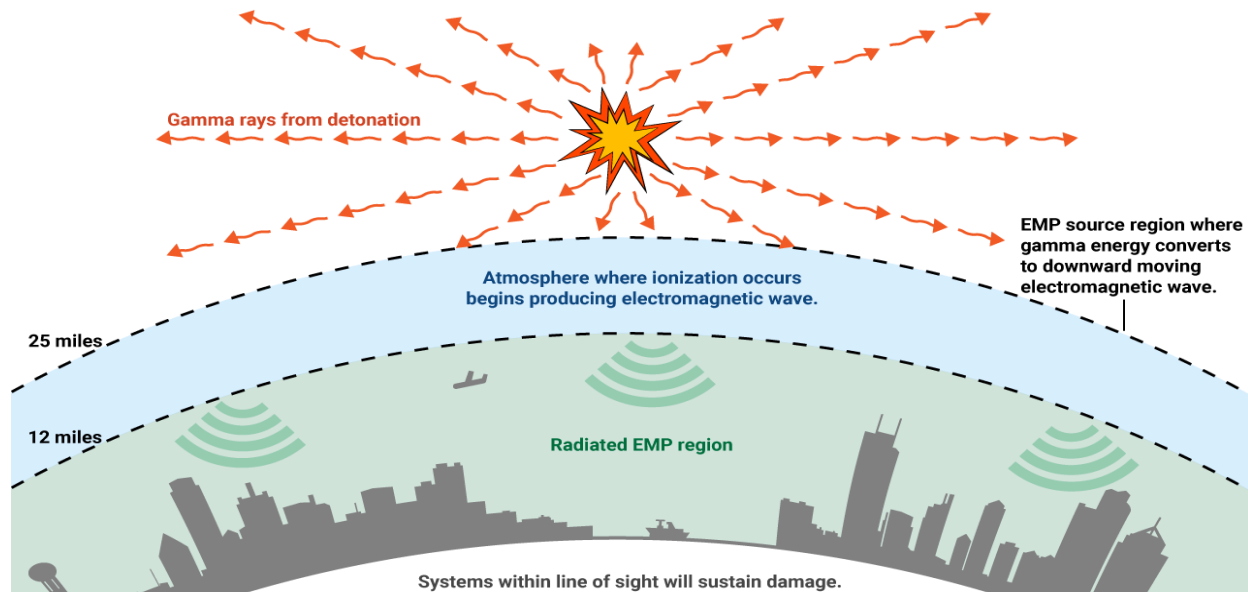 Gamma rays from detonation
EMP source region where
gamma energy converts
to downward moving
electromagnetic wave.
Atmosphere where ionization occurs
begins producing electromagnetic wave.
25 miles
12 miles
Radiated EMP region
Systems within line of sight will sustain damage.